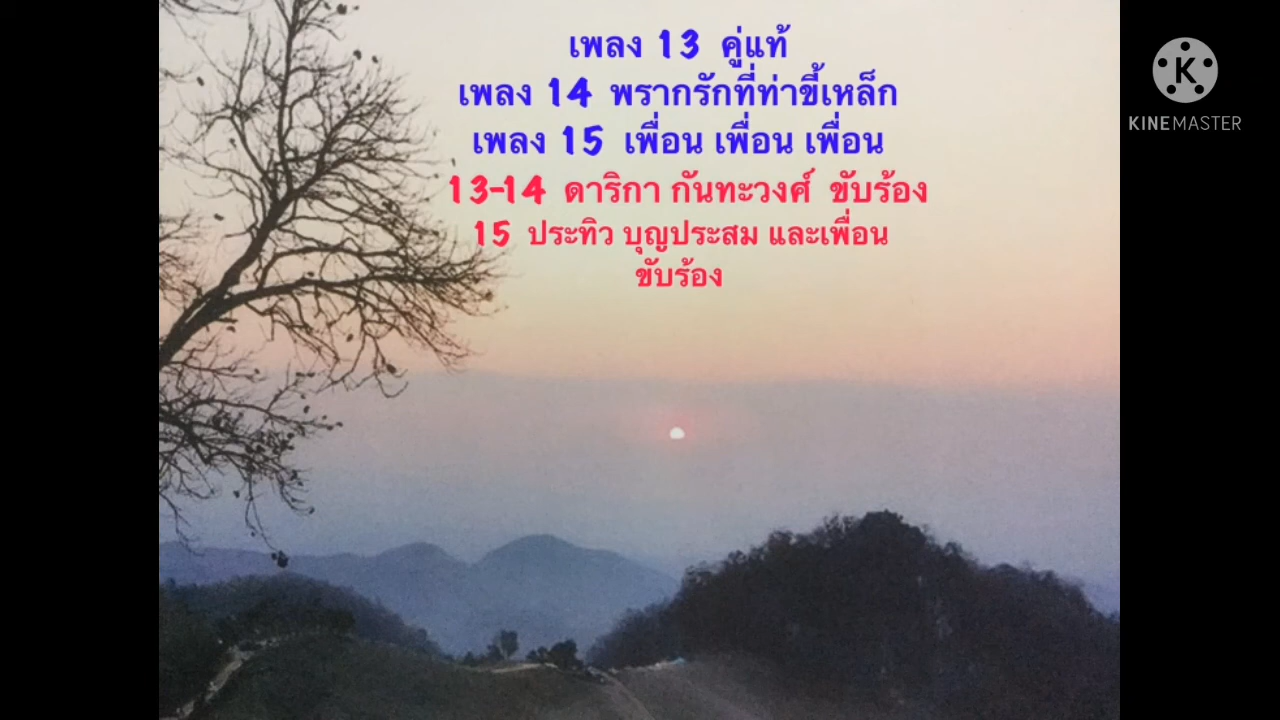 เพลง 13 คู่แท้
เพลง 14 พรากรักที่ท่าขี้เหล็ก
เพลง 15 เพื่อน เพื่อน เพื่อน
13-14 ดาริกา กันทะวงศ์ ขับร้อง
15 ประทิว บุญประสม และเพื่อน
ขับร้อง
K
KINEMASTER